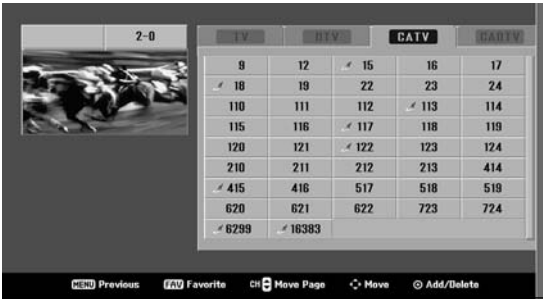 2-0
TV DTV CATV CADTV
9 12 15 16 17
18 19 22 23 24
110 111 112 113 114
115 116 117 118 119
120 121 122 123 124
210 211 212 213 414
415 416 517 518 519
620 621 622 723 724
6299 16383
MENU Previous FAV Favorite CH Move Page Move Add/Delete